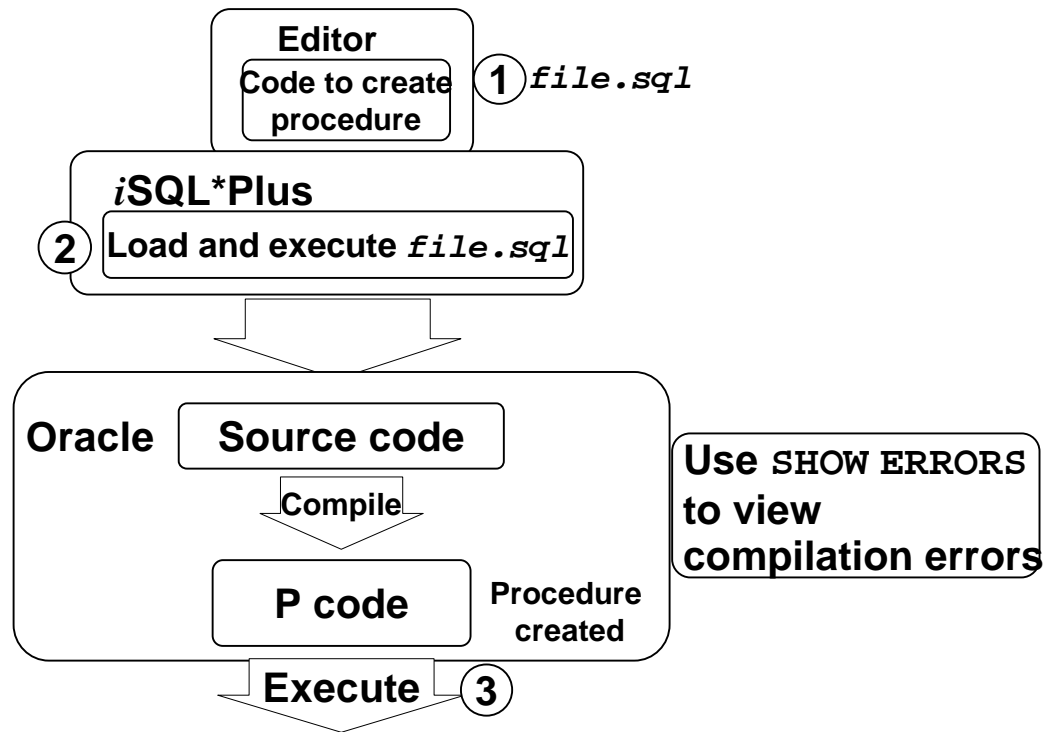 Editor
Code to create
procedure
1
file.sql
iSQL*Plus
2
Load and execute file.sql
Oracle
Source code
Compile
P code
Procedure
created
Use SHOW ERRORS
to view
compilation errors
Execute
3